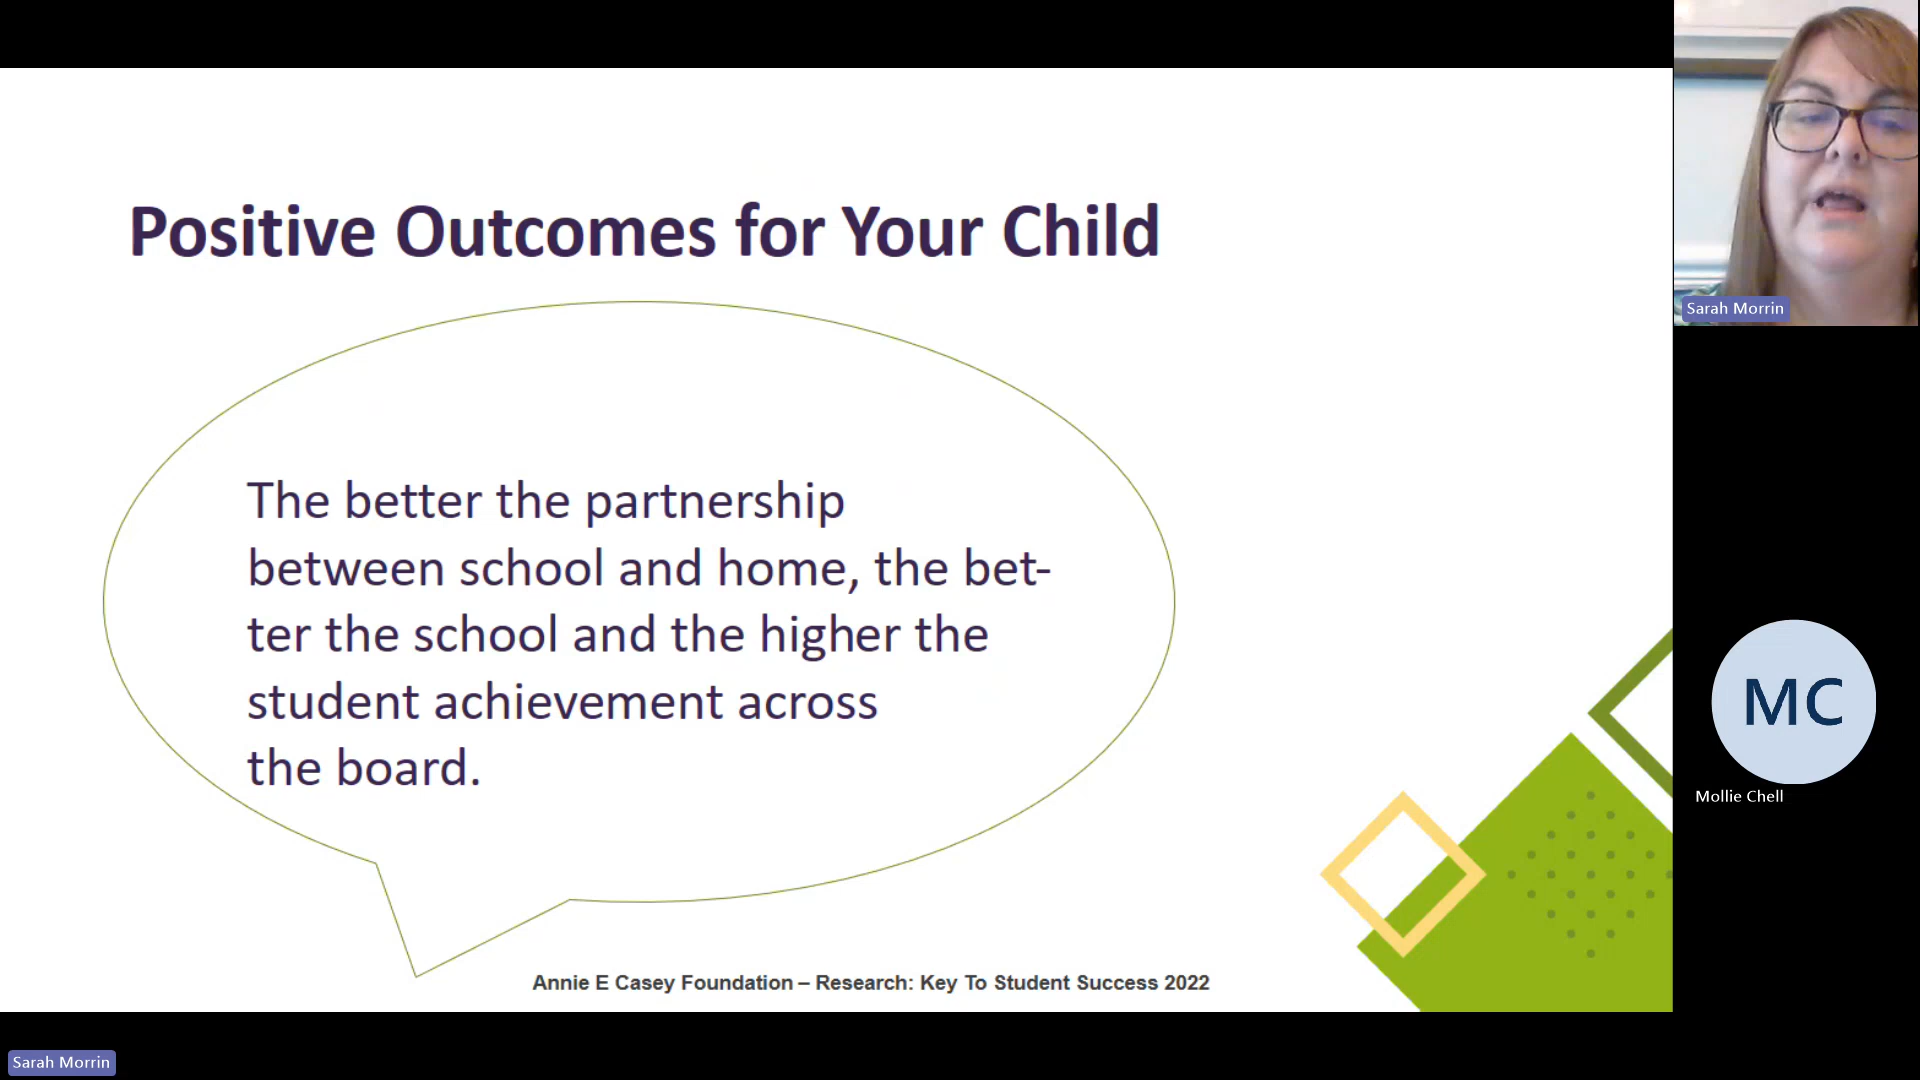 Positive Outcomes for Your Child
The better the partnership
between school and home, the bet-
ter the school and the higher the
student achievement across
the board.
Annie E Casey Foundation – Research: Key To Student Success 2022
Sarah Morrin
MC
Mollie Chell
Sarah Morrin